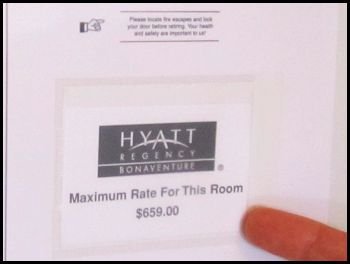 Please locate fire escapes and lock
your door before retiring. Your health
and safety are important to us!
HYATT
REGENCY
BONAVENTURE ®
Maximum Rate For This Room
$659.00